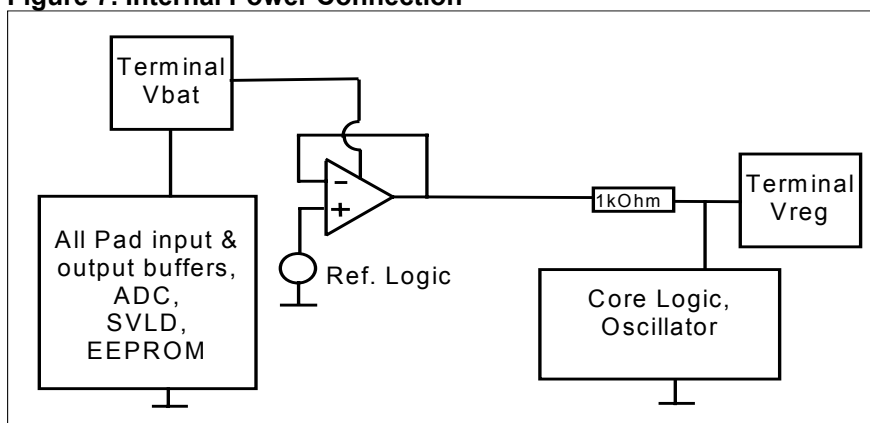 Figure 7. Internal Power Connection
Terminal
Vbat
All Pad input &
output buffers,
ADC,
SVLD,
EEPROM
-
+
Ref. Logic
1kOhm
Terminal
Vreg
Core Logic,
Oscillator